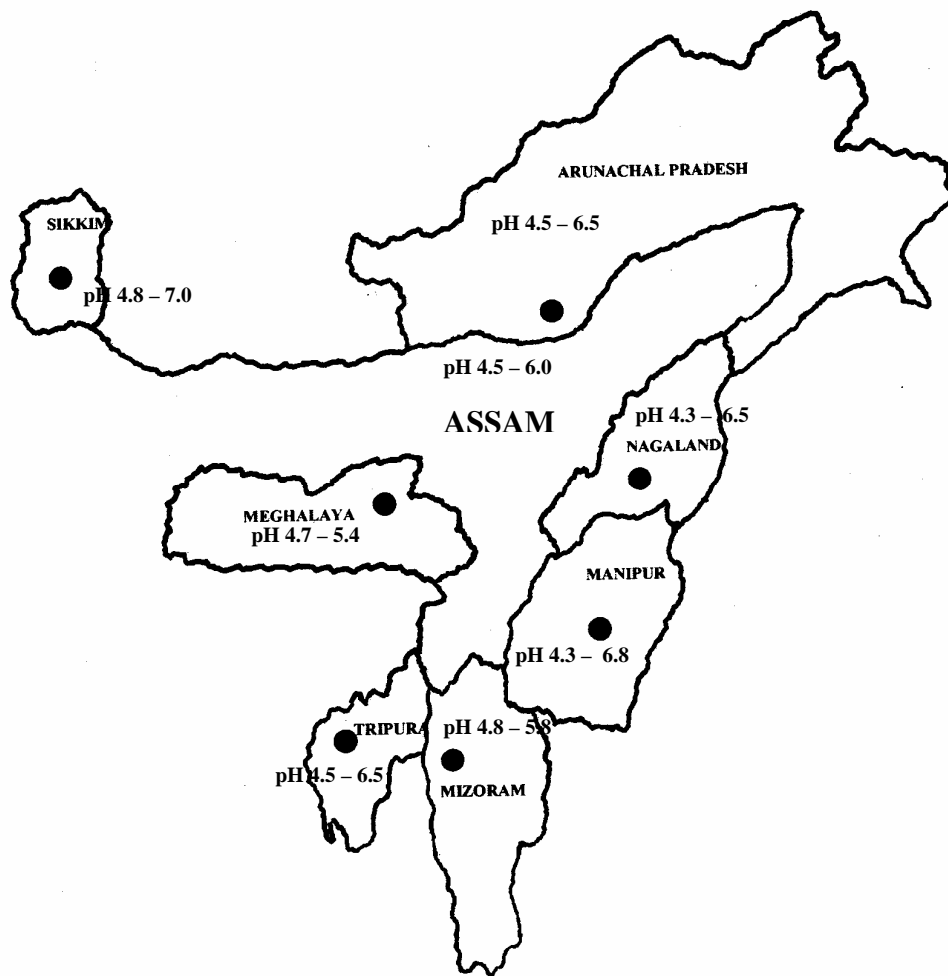 ARUNACHAL PRADESH
pH 4.5 – 6.5
SIKKIM
pH 4.8 – 7.0
pH 4.5 – 6.0
ASSAM
pH 4.3 – 6.5
NAGALAND
MEGHALAYA
pH 4.7 – 5.4
MANIPUR
pH 4.3 – 6.8
TRIPURA
pH 4.5 – 6.5
pH 4.8 – 5.8
MIZORAM